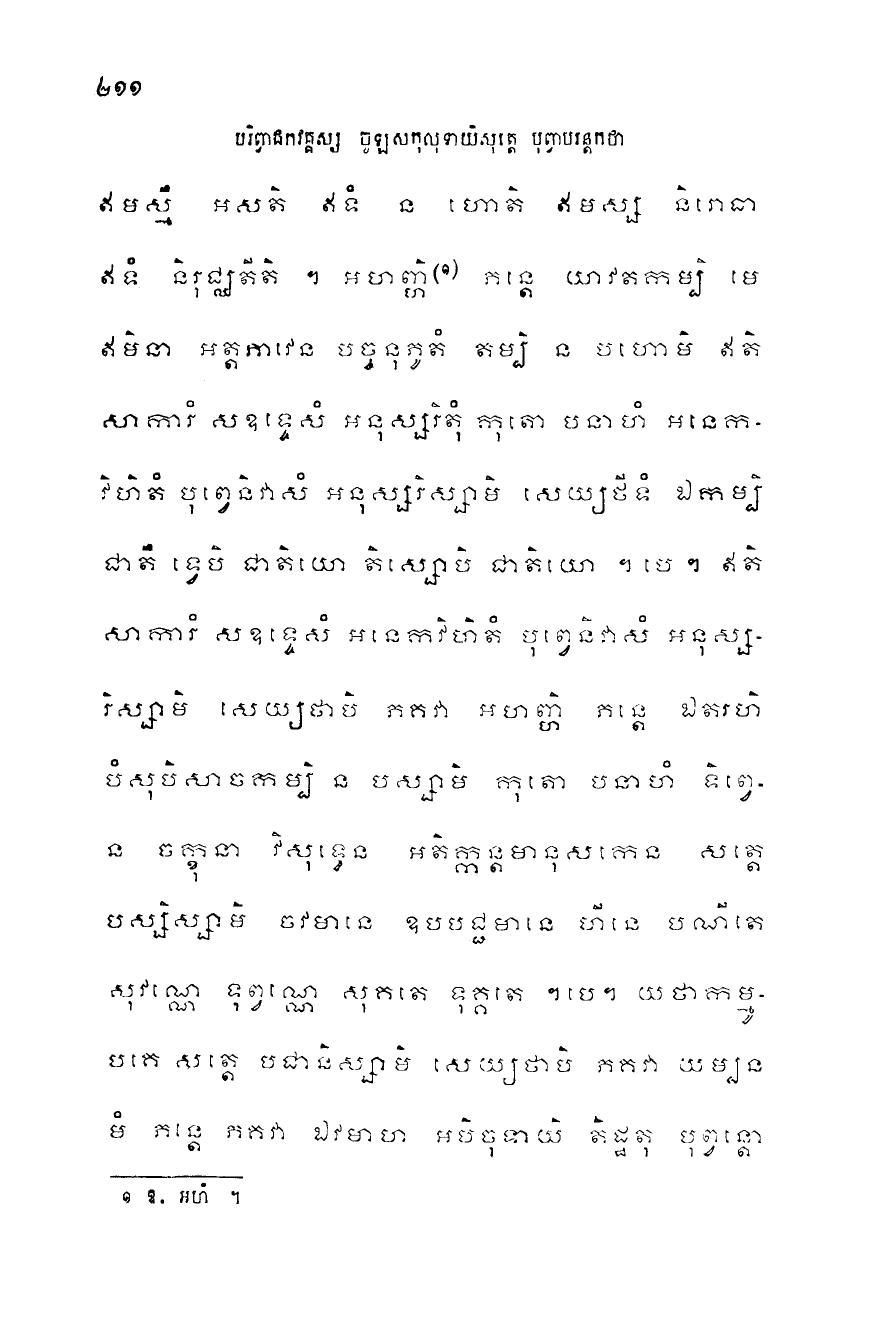 ២១១
បរិព្វាជិកវគ្គស្ស ចូឡសកុលុទាយិសុត្តេ បុព្វាបរន្តកថា
ឥមស្មឹ អសតិ ឥទំ ន ហោតិ ឥមស្ស និរោធា
ឥទំ និរុជ្ឈតីតិ ។ អហញ្ហិ(១) ភន្តេ យាវតកម្បិ មេ
ឥមិនា អត្តភាវេន បច្ចនុភូតំ តម្បិ ន បហោមិ ឥតិ
សាការំ សឧទ្ទេសំ អនុស្សរិតុំ កុតោ បនាហំ អនេក-
វិហិតំ បុព្វេនិវាសំ អនុស្សរិស្សាមិ សេយ្យថីទំ ឯកម្បិ
ជាតឹ ទ្វេបិ ជាតិយោ តិស្សោបិ ជាតិយោ ។ បេ ។ ឥតិ
សាការំ សឧទ្ទេសំ អនេកវិហិតំ បុព្វេនិវាសំ អនុស្ស-
រិស្សាមិ សេយ្យថាបិ ភគវា អហញ្ហិ ភន្តេ ឯតរហិ
បំសុបិសាចកម្បិ ន បស្សាមិ កុតោ បនាហំ ទិព្វេ-
ន ចក្ខុនា វិសុទ្ធេន អតិក្កន្តមានុសកេន សត្តេ
បស្សិស្សាមិ ចវមានេ ឧបបជ្ជមានេ ហីនេ បណីតេ
សុវណ្ណេ ទុព្វណ្ណេ សុគតេ ទុគ្គតេ ។បេ។ យថាកម្មូ-
បគេ សត្តេ បជានិស្សាមិ សេយ្យថាបិ ភគវា យម្បន
មំ ភន្តេ ភគវា ឯវមាហ អបិចុទាយិ តិដ្ឋតុ បុព្វន្តោ
១ ឱ. អហំ ។